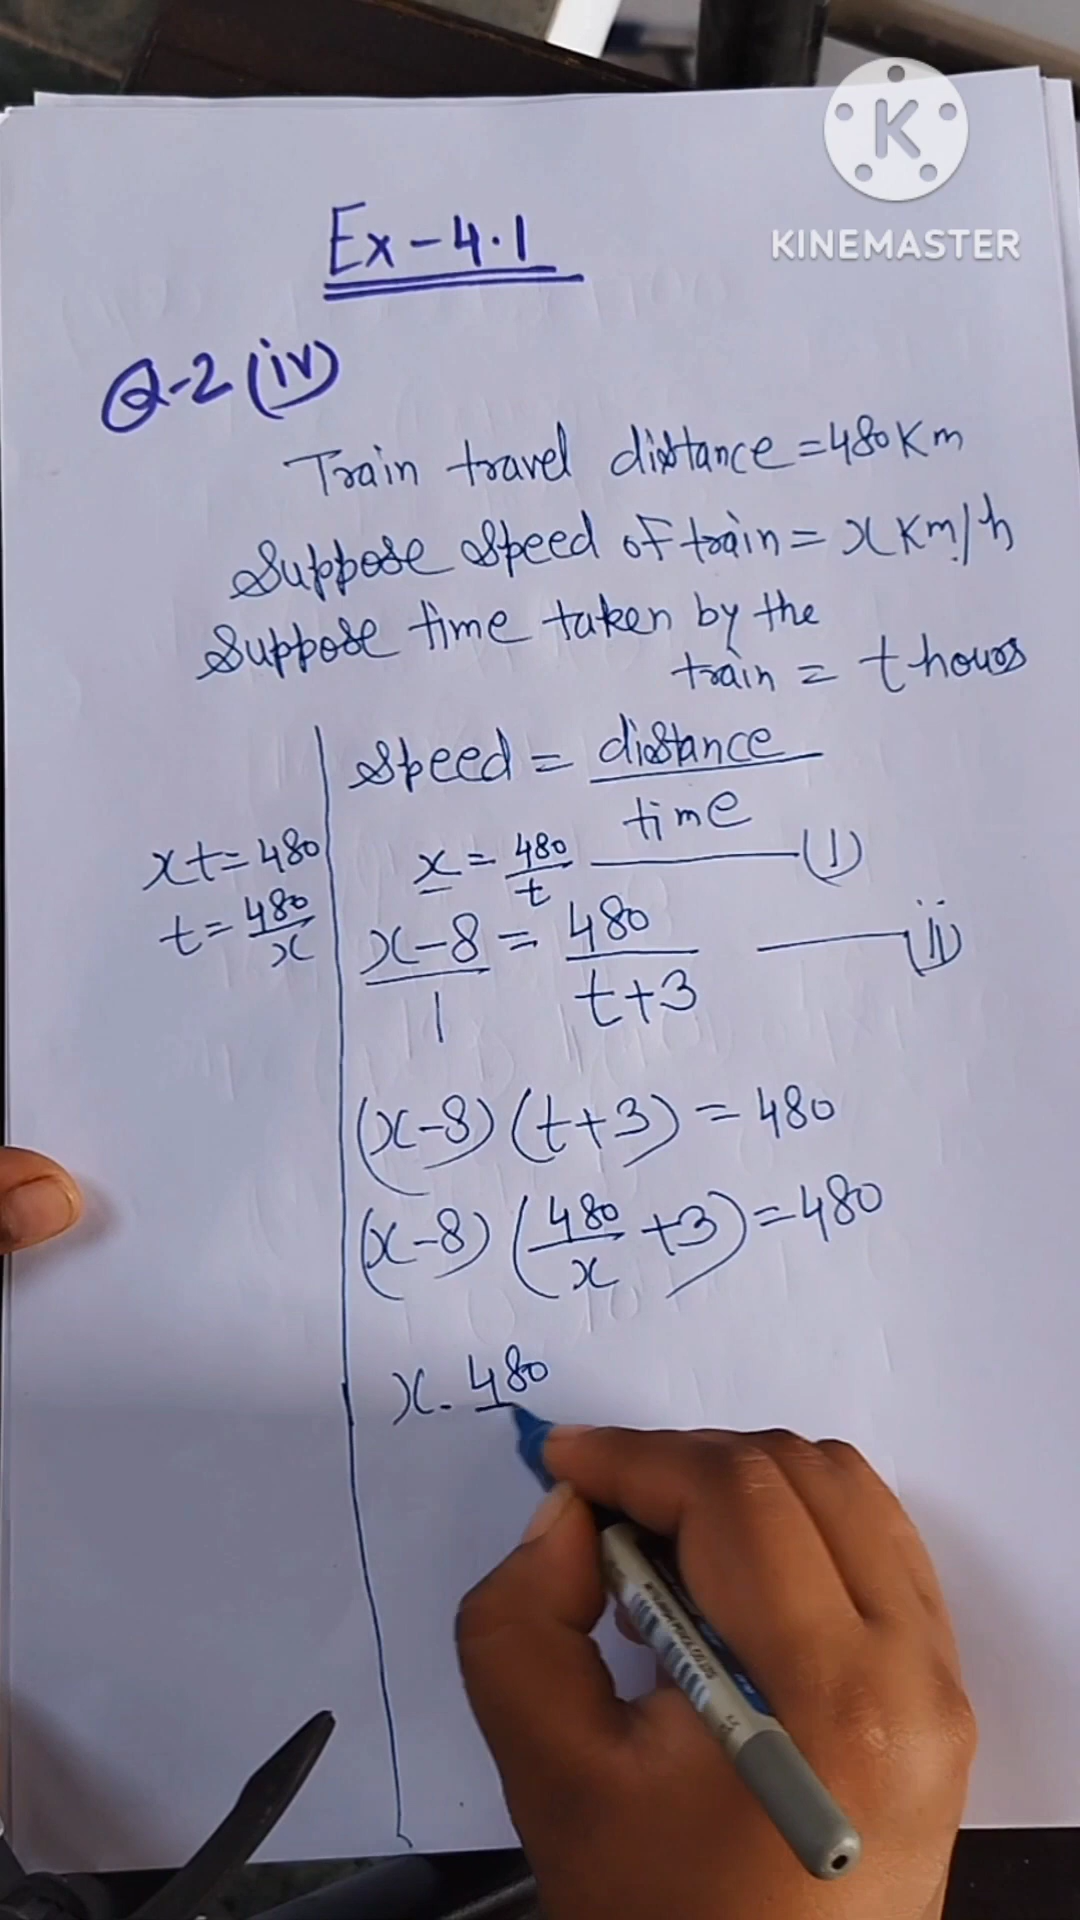 K
KINEMASTER
Ex-4.1
Q-2(iv)
Train travel distance = 480 Km
Suppose speed of train = x Km/h
Suppose time taken by the
train = t hours
Speed = distance/time
xt = 480
x = 480/t (I)
t = 480/x
(x-8)/1 = 480/(t+3) (ii)
(x-8)(t+3) = 480
(x-8)(480/x + 3) = 480
x. 480